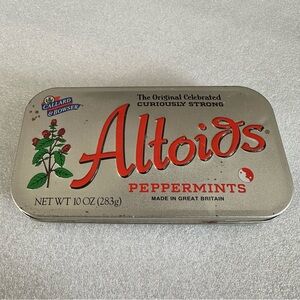 CALLARD
& BOWSER
The Original Celebrated
CURIOUSLY STRONG
Altoids
PEPPERMINTS
NET WT 10 OZ (283g)
MADE IN GREAT BRITAIN